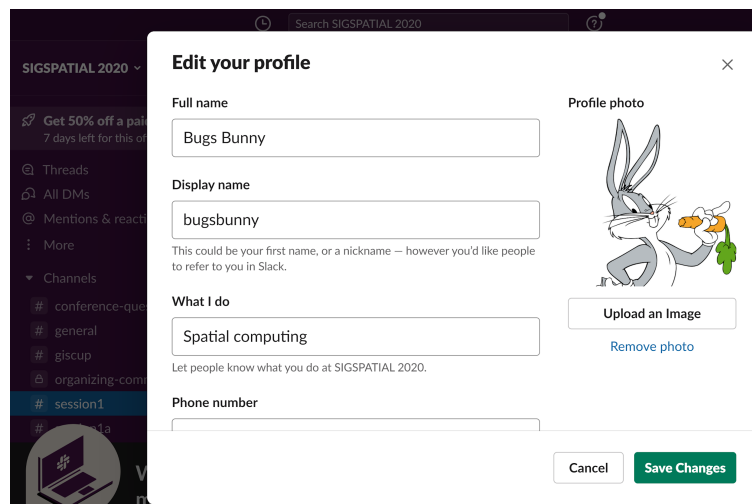 Search SIGSPATIAL 2020
SIGSPATIAL 2020
Get 50% off a paid
7 days left for this of
Threads
All DMs
@ Mentions & reacti
More
Channels
# conference-ques
# general
# giscup
organizing-comm
# session1
#
Edit your profile
Full name
Bugs Bunny
Display name
bugsbunny
This could be your first name, or a nickname — however you'd like people
to refer to you in Slack.
What I do
Spatial computing
Let people know what you do at SIGSPATIAL 2020.
Phone number
Profile photo
Upload an Image
Remove photo
Cancel
Save Changes